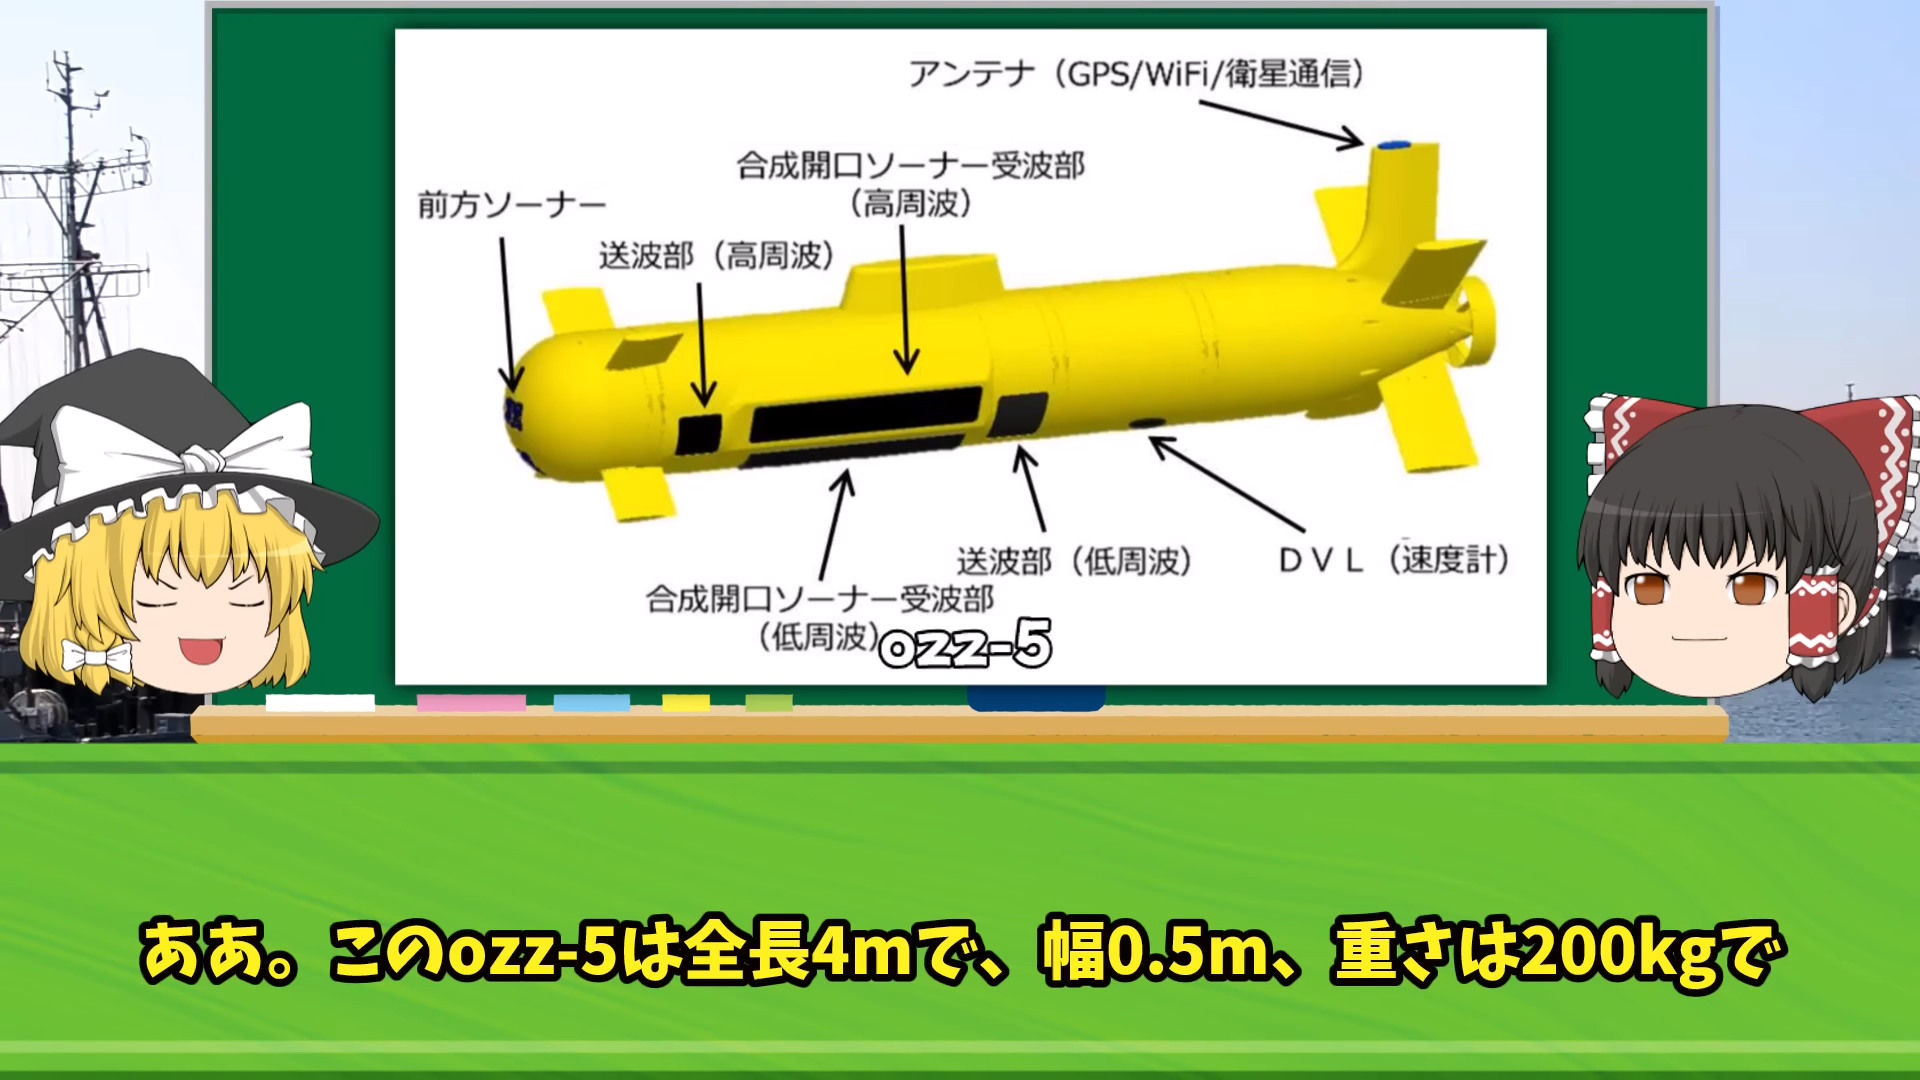 アンテナ（GPS/WiFi/衛星通信）
合成開口ソーナー受波部
（高周波）
前方ソーナー
送波部（高周波）
送波部（低周波）
ＤＶＬ（速度計）
合成開口ソーナー受波部
（低周波）
ozz-5
ああ。このozz-5は全長4mで、幅0.5m、重さは200kgで